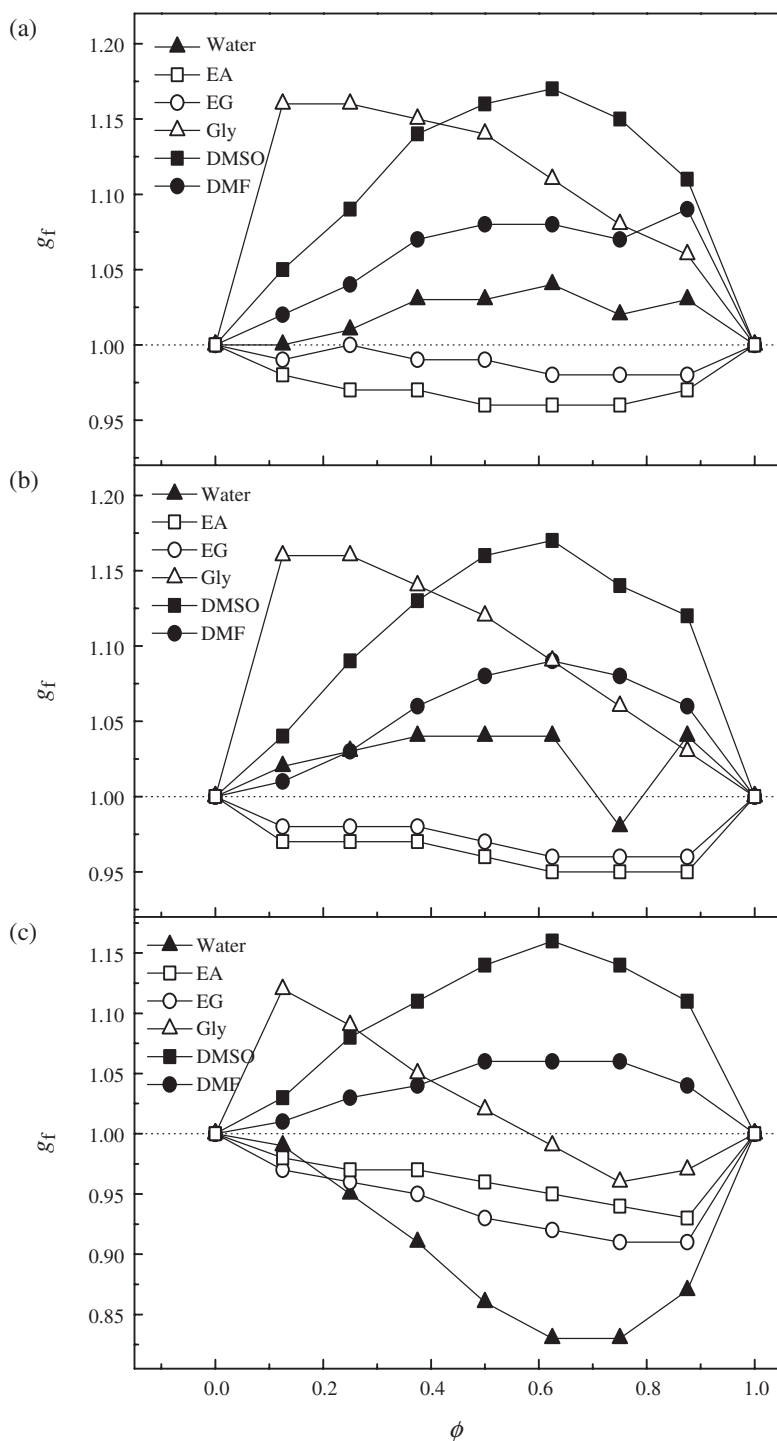 (a)
1.20
1.15
1.10
1.05
1.00
0.95
gf
Water
EA
EG
Gly
DMSO
DMF
(b)
1.20
1.15
1.10
1.05
1.00
0.95
gf
Water
EA
EG
Gly
DMSO
DMF
(c)
1.15
1.10
1.05
1.00
0.95
0.90
0.85
gf
Water
EA
EG
Gly
DMSO
DMF
0.0 0.2 0.4 0.6 0.8 1.0
ϕ